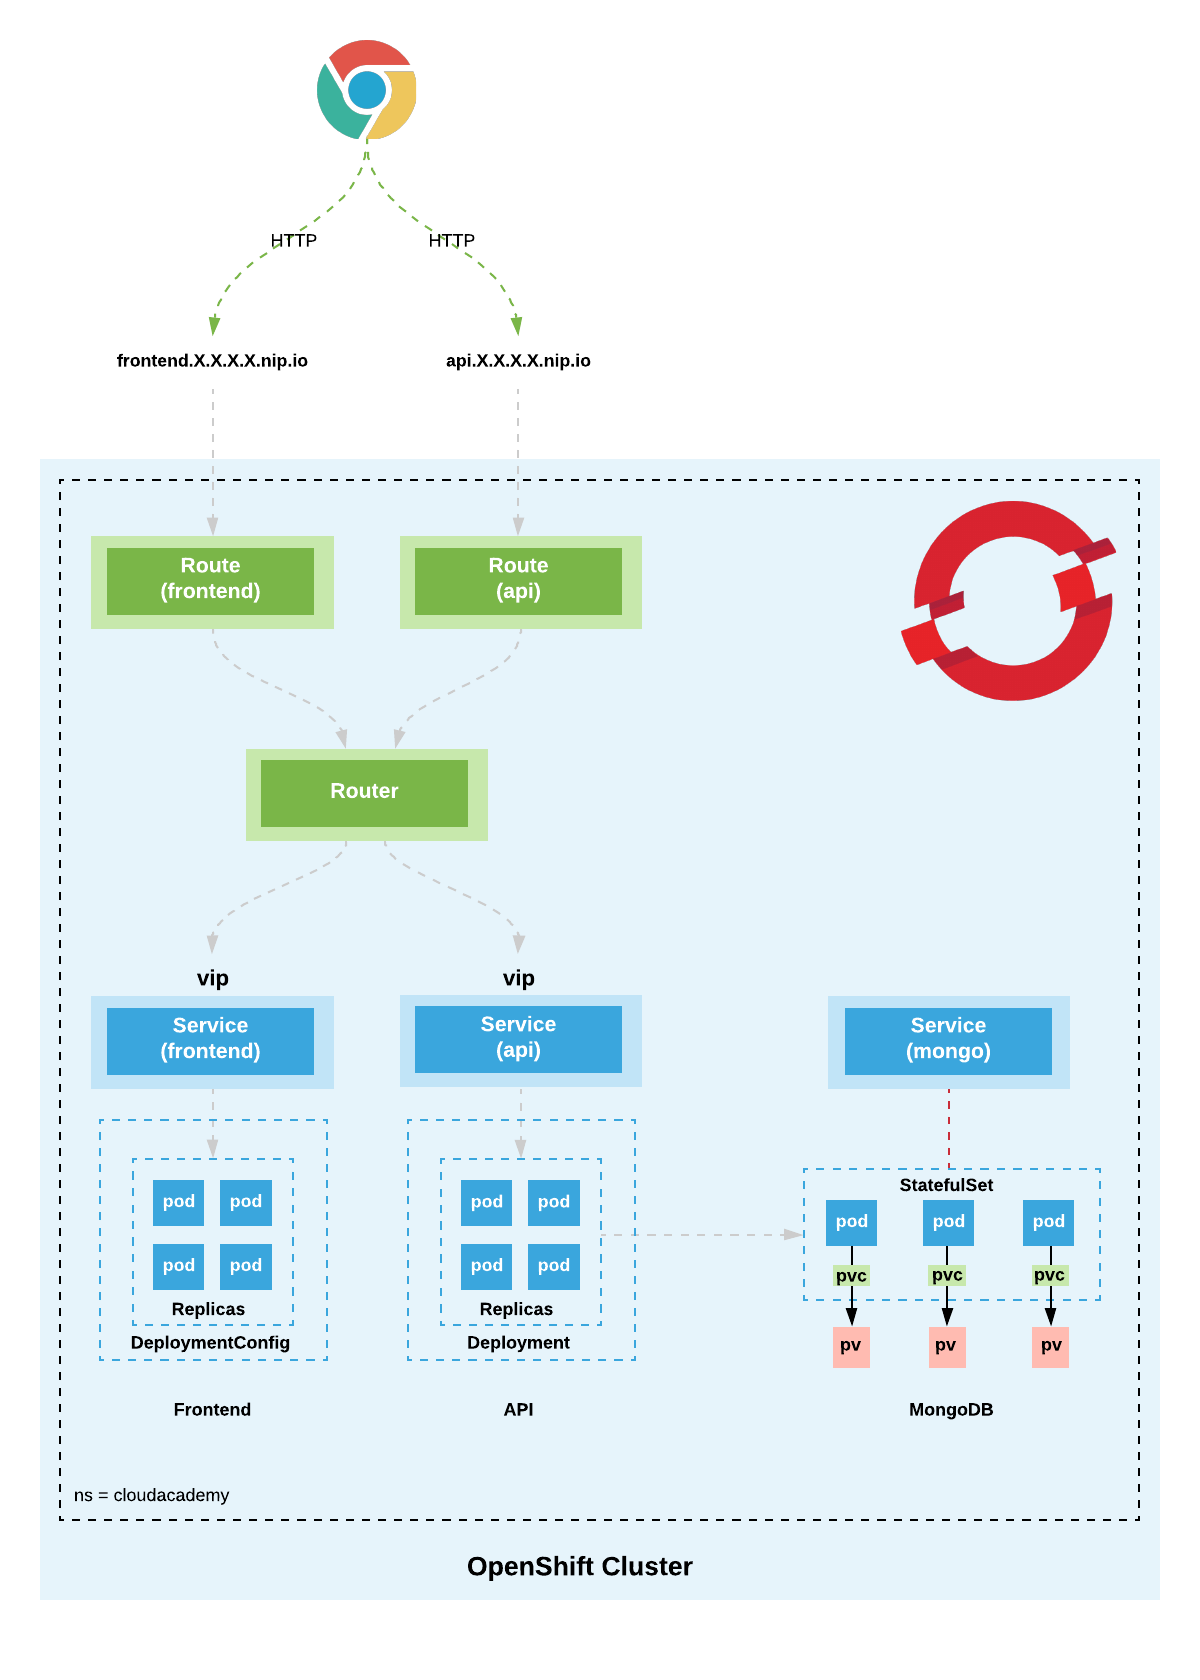 HTTP
HTTP
frontend.X.X.X.X.nip.io
api.X.X.X.X.nip.io
Route
(frontend)
Route
(api)
Router
vip
vip
Service
(frontend)
Service
(api)
Service
(mongo)
pod
pod
pod
pod
Replicas
DeploymentConfig
Frontend
pod
pod
pod
pod
Replicas
Deployment
API
StatefulSet
pod
pod
pod
pvc
pvc
pvc
pv
pv
pv
MongoDB
ns = cloudacademy
OpenShift Cluster